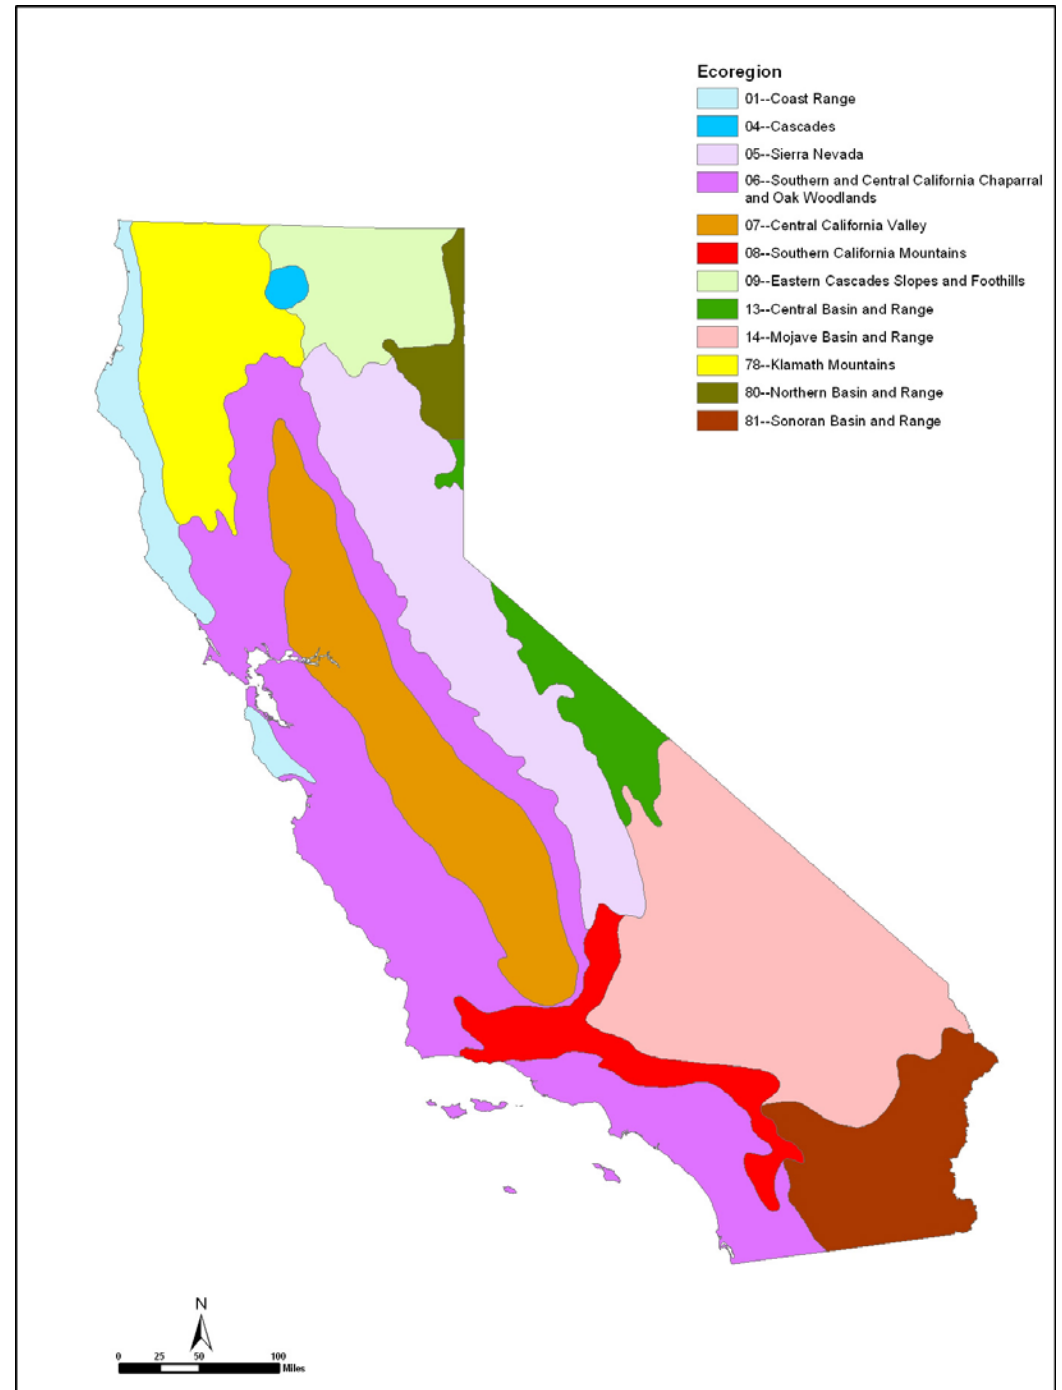 Ecoregion
01--Coast Range
04--Cascades
05--Sierra Nevada
06--Southern and Central California Chaparral
and Oak Woodlands
07--Central California Valley
08--Southern California Mountains
09--Eastern Cascades Slopes and Foothills
13--Central Basin and Range
14--Mojave Basin and Range
78--Klamath Mountains
80--Northern Basin and Range
81--Sonoran Basin and Range
N
0 25 50 100
Miles